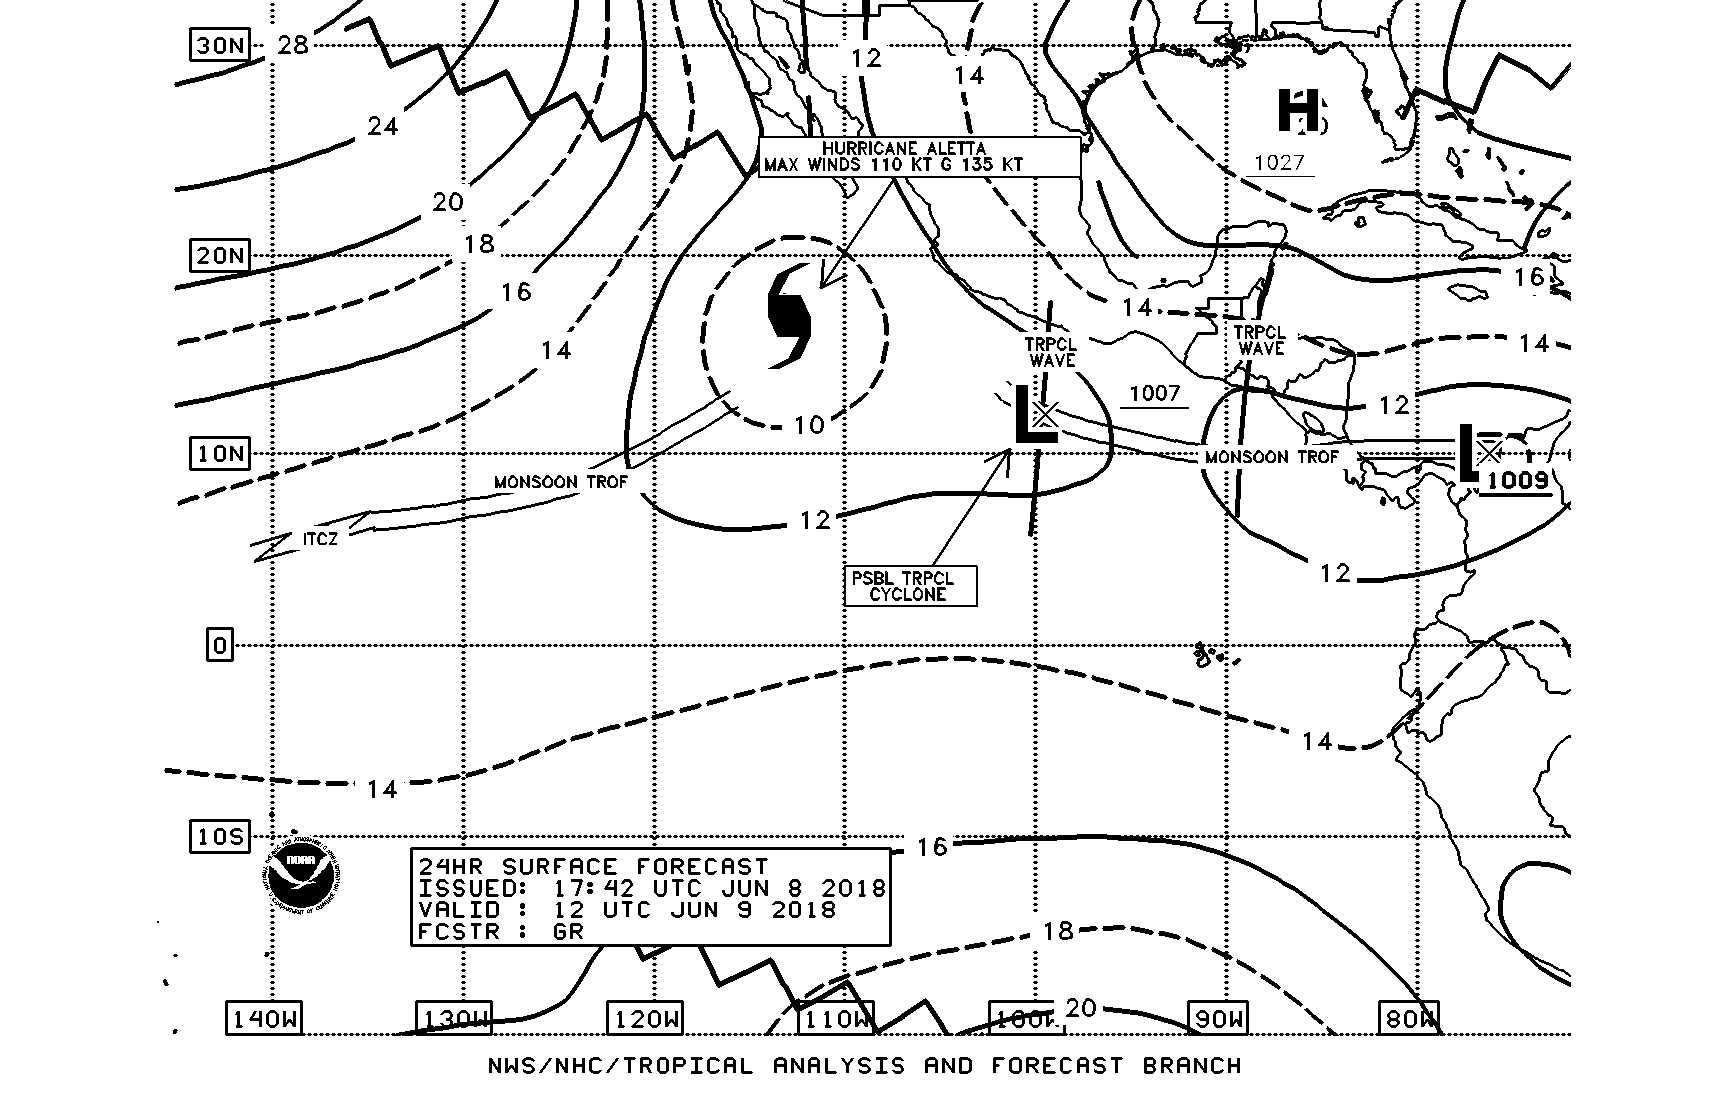 30N
28
12
14
H
24
HURRICANE ALETTA
MAX WINDS 110 KT G 135 KT
1027
20
18
20N
16
16
14
TRPCL
WAVE
TRPCL
WAVE
14
14
1007
12
L
10
10N
MONSOON TROF
MONSOON TROF
L
1009
12
ITCZ
12
PSBL TRPCL
CYCLONE
0
14
14
10S
16
NOAA
24HR SURFACE FORECAST
ISSUED: 17:42 UTC JUN 8 2018
VALID : 12 UTC JUN 9 2018
FCSTR : GR
18
20
140W
130W
120W
110W
100W
90W
80W
NWS/NHC/TROPICAL ANALYSIS AND FORECAST BRANCH